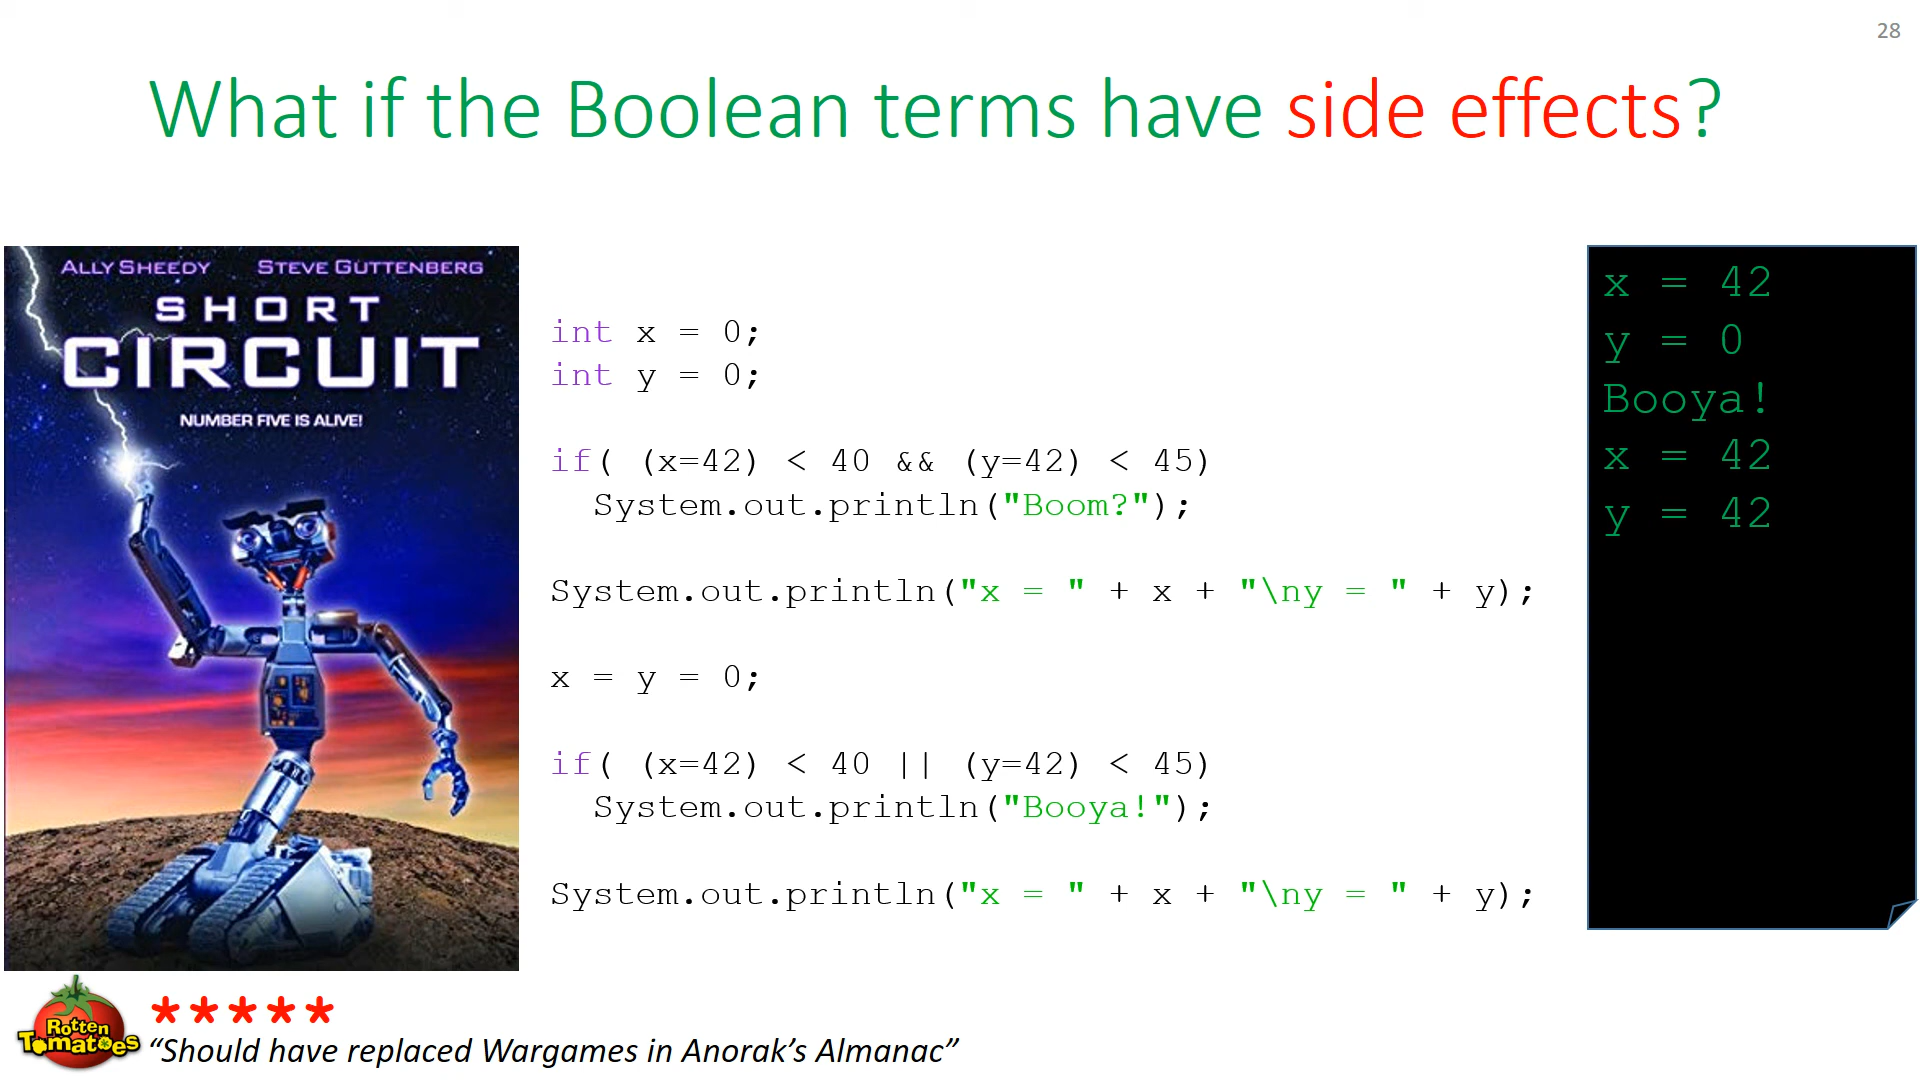 28
What if the Boolean terms have side effects?
ALLY SHEEDY STEVE GUTTENBERG
SHORT
CIRCUIT
NUMBER FIVE IS ALIVE!
int x = 0;
int y = 0;
if( (x=42) < 40 && (y=42) < 45)
System.out.println("Boom?");
System.out.println("x = " + x + "\ny = " + y);
x = y = 0;
if( (x=42) < 40 || (y=42) < 45)
System.out.println("Booya!");
System.out.println("x = " + x + "\ny = " + y);
x = 42
y = 0
Booya!
x = 42
y = 42
Rotten
Tomatoes
*****
“Should have replaced Wargames in Anorak’s Almanac”